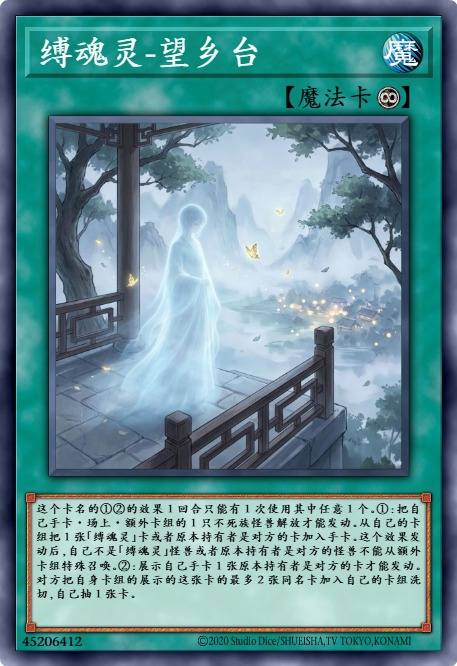 缚魂灵-望乡台
魔
【魔法卡♾】
这个卡名的①②的效果1回合只能有1次使用其中任意1个。①:把自
己手卡·场上·额外卡组的1只不死族怪兽解放才能发动。从自己的卡
组把1张「缚魂灵」卡或者原本持有者是对方的卡加入手卡。这个效果发
动后,自己不是「缚魂灵」怪兽或者原本持有者是对方的怪兽不能从额外
卡组特殊召唤。②:展示自己手卡1张原本持有者是对方的卡才能发动。
对方把自身卡组的展示的这张卡的最多2张同名卡加入自己的卡组洗
切,自己抽1张卡。
45206412
©2020 Studio Dice/SHUEISHA,TV TOKYO,KONAMI